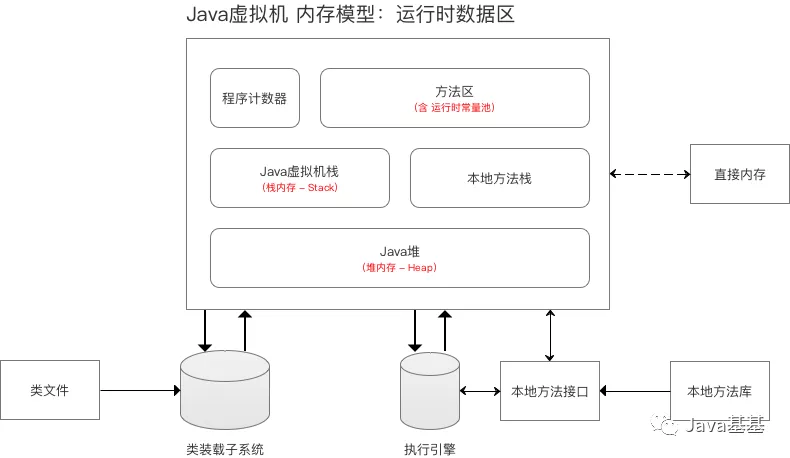 Java虚拟机 内存模型：运行时数据区
程序计数器
方法区
（含 运行时常量池）
Java虚拟机栈
（栈内存 - Stack）
本地方法栈
直接内存
Java堆
（堆内存 - Heap）
类文件
本地方法接口
本地方法库
Java基基
类装载子系统
执行引擎